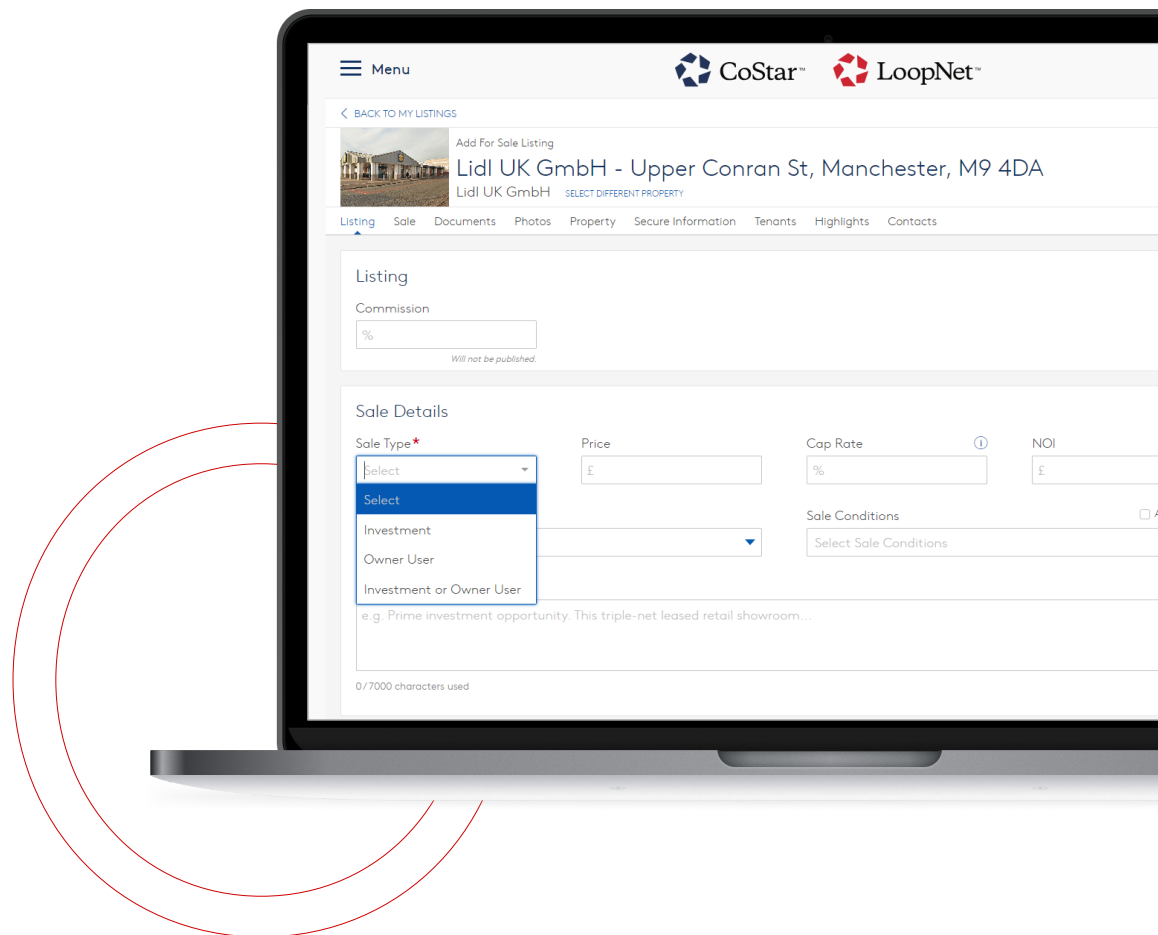 Menu
CoStar™ LoopNet™
BACK TO MY LISTINGS
Add For Sale Listing
Lidl UK GmbH - Upper Conran St, Manchester, M9 4DA
Lidl UK GmbH SELECT DIFFERENT PROPERTY
Listing Sale Documents Photos Property Secure Information Tenants Highlights Contacts
Listing
Commission
%
Will not be published.
Sale Details
Sale Type* Price Cap Rate NOI
Select £ % £
Select
Sale Conditions A
Investment
Select Sale Conditions
Owner User
Investment or Owner User
e.g. Prime investment opportunity. This triple-net leased retail showroom...
0/7000 characters used